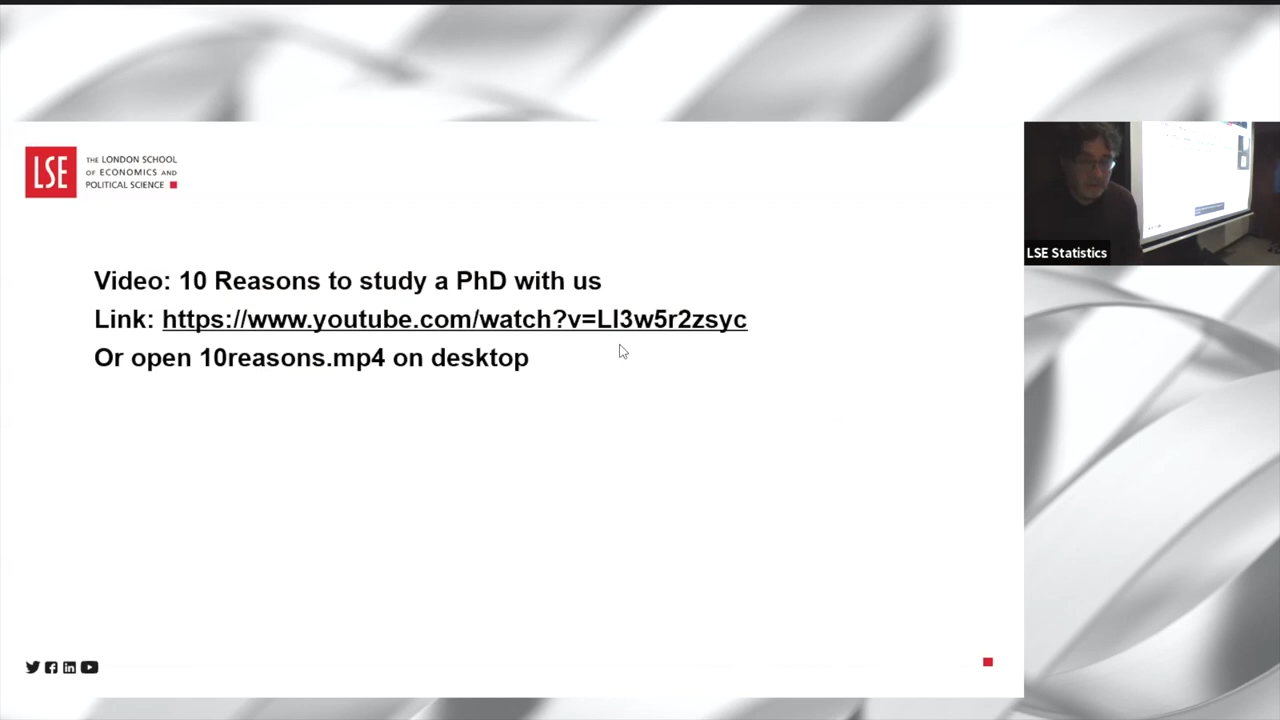 LSE
THE LONDON SCHOOL
OF ECONOMICS AND
POLITICAL SCIENCE
Video: 10 Reasons to study a PhD with us
Link: https://www.youtube.com/watch?v=LI3w5r2zsyc
Or open 10reasons.mp4 on desktop
LSE Statistics